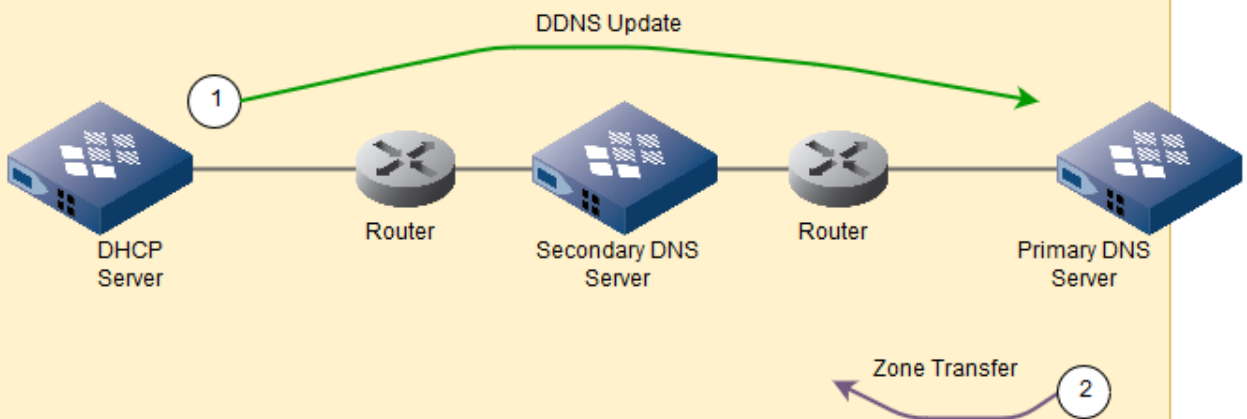 DDNS Update
1
DHCP
Server
Router
Secondary DNS
Server
Router
Primary DNS
Server
Zone Transfer
2